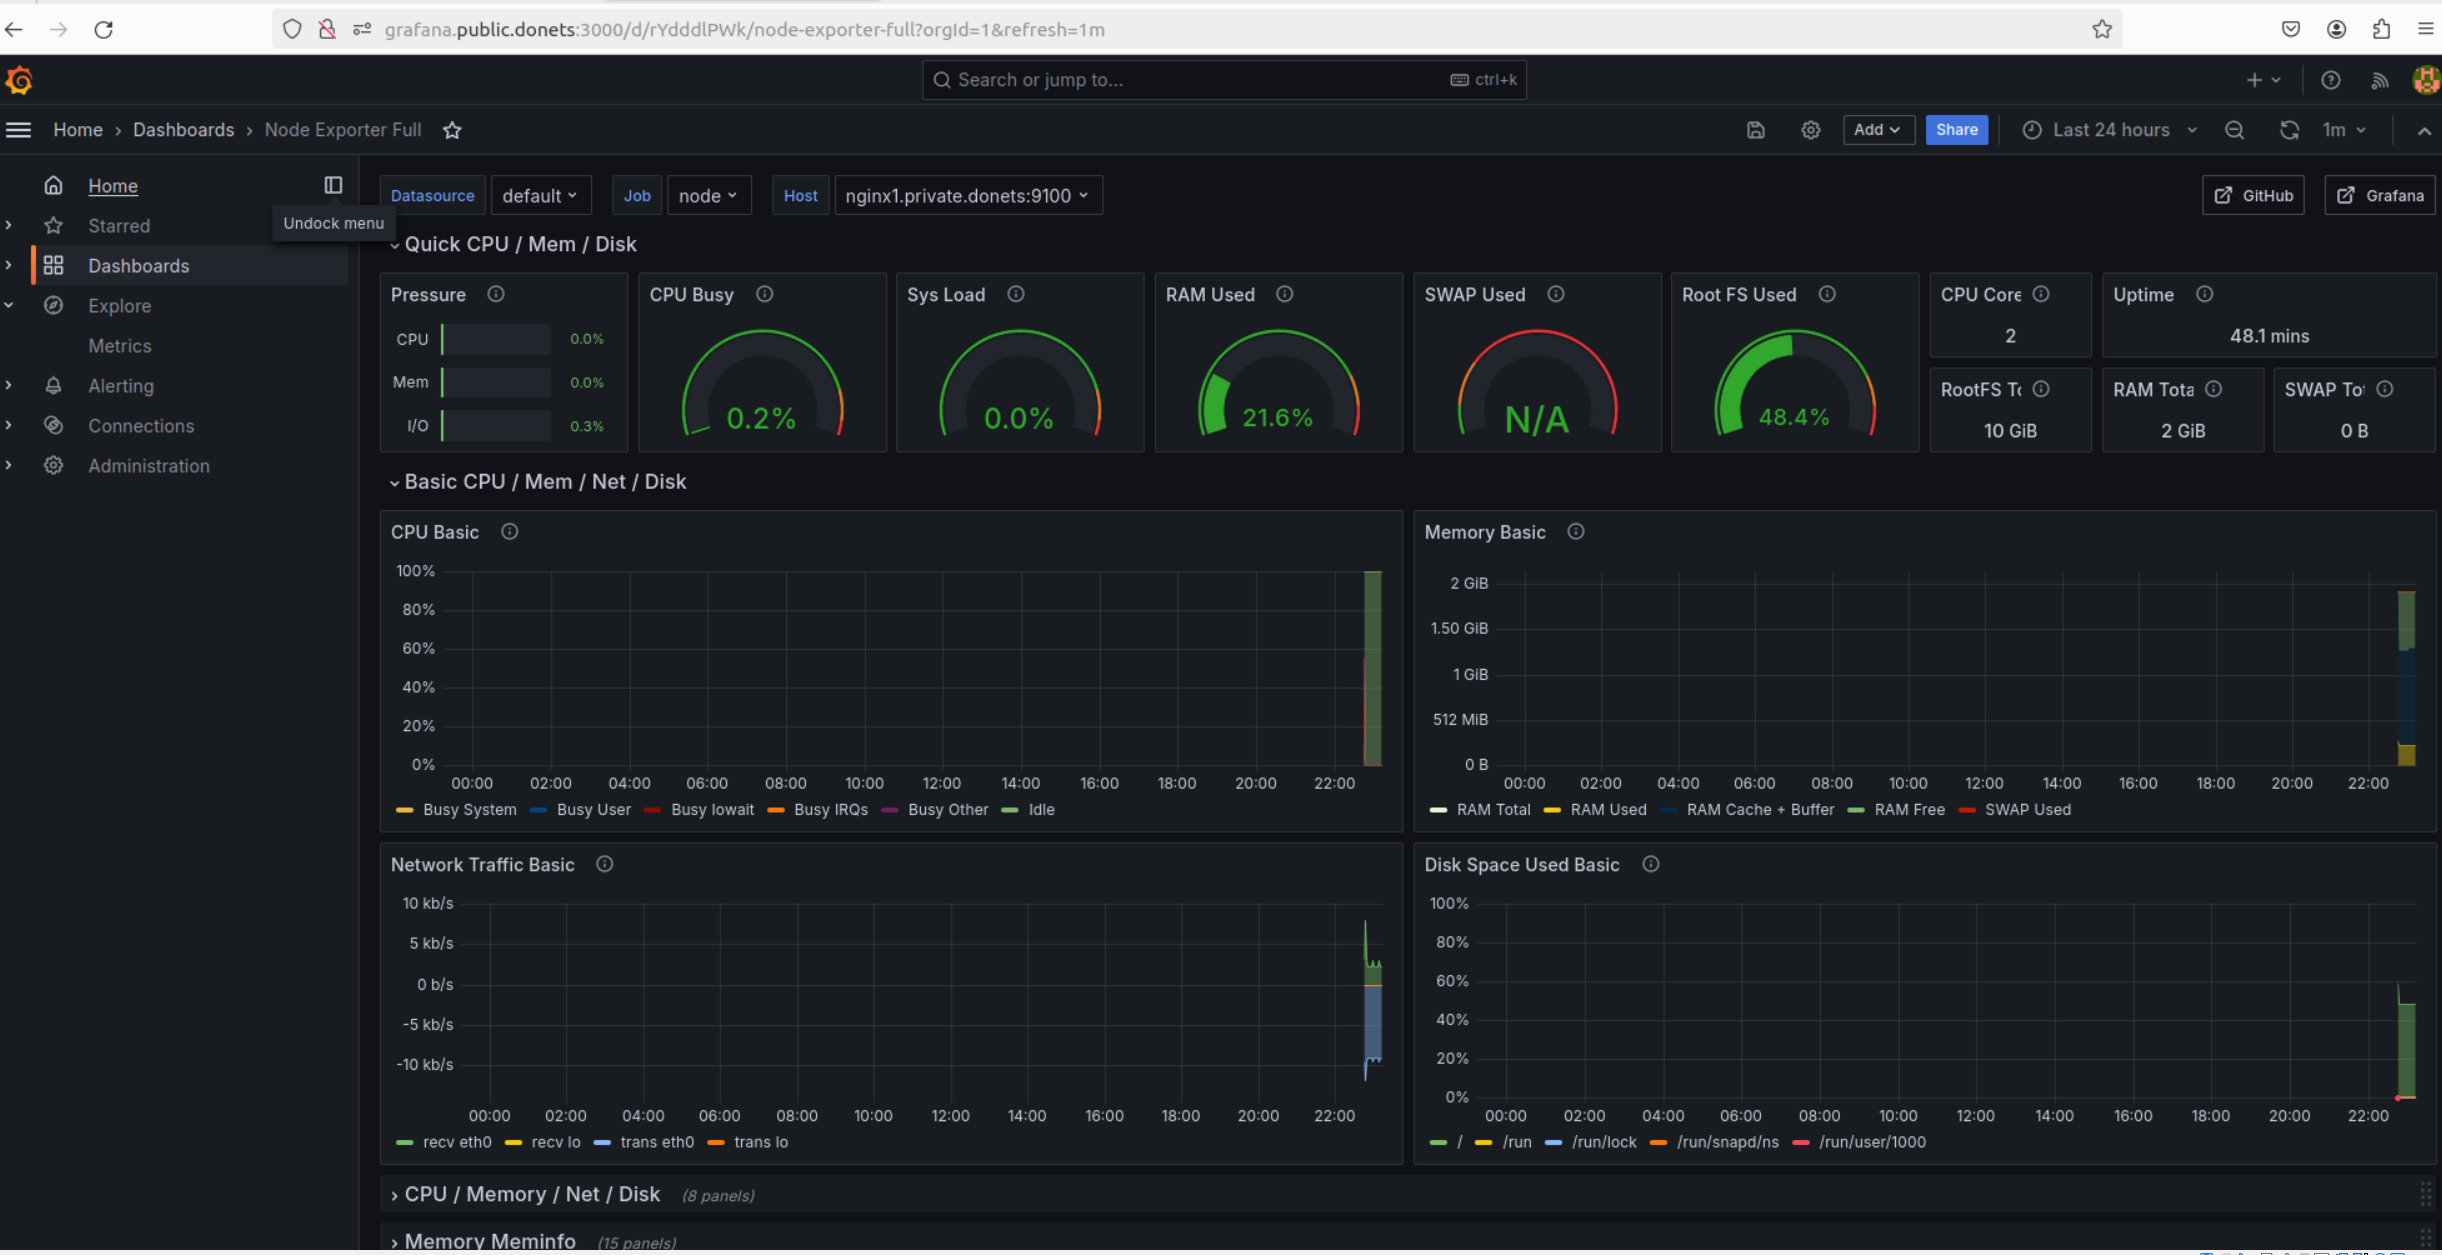 grafana.public.donets:3000/d/rYdddlPWk/node-exporter-full?orgId=1&refresh=1m
Search or jump to... ctrl+k
Home › Dashboards › Node Exporter Full Add Share Last 24 hours 1m
Home
Undock menu
Starred
Dashboards
Explore
Metrics
Alerting
Connections
Administration
Datasource default Job node Host nginx1.private.donets:9100 GitHub Grafana
Quick CPU / Mem / Disk
Pressure
CPU 0.0%
Mem 0.0%
I/O 0.3%
CPU Busy
0.2%
Sys Load
0.0%
RAM Used
21.6%
SWAP Used
N/A
Root FS Used
48.4%
CPU Core
2
Uptime
48.1 mins
RootFS To
10 GiB
RAM Tota
2 GiB
SWAP To
0 B
Basic CPU / Mem / Net / Disk
CPU Basic
100%
80%
60%
40%
20%
0%
00:00 02:00 04:00 06:00 08:00 10:00 12:00 14:00 16:00 18:00 20:00 22:00
Busy System Busy User Busy Iowait Busy IRQs Busy Other Idle
Memory Basic
2 GiB
1.50 GiB
1 GiB
512 MiB
0 B
00:00 02:00 04:00 06:00 08:00 10:00 12:00 14:00 16:00 18:00 20:00 22:00
RAM Total RAM Used RAM Cache + Buffer RAM Free SWAP Used
Network Traffic Basic
10 kb/s
5 kb/s
0 b/s
-5 kb/s
-10 kb/s
00:00 02:00 04:00 06:00 08:00 10:00 12:00 14:00 16:00 18:00 20:00 22:00
recv eth0 recv lo trans eth0 trans lo
Disk Space Used Basic
100%
80%
60%
40%
20%
0%
00:00 02:00 04:00 06:00 08:00 10:00 12:00 14:00 16:00 18:00 20:00 22:00
/ /run /run/lock /run/snapd/ns /run/user/1000
CPU / Memory / Net / Disk (8 panels)
Memory Meminfo (15 panels)